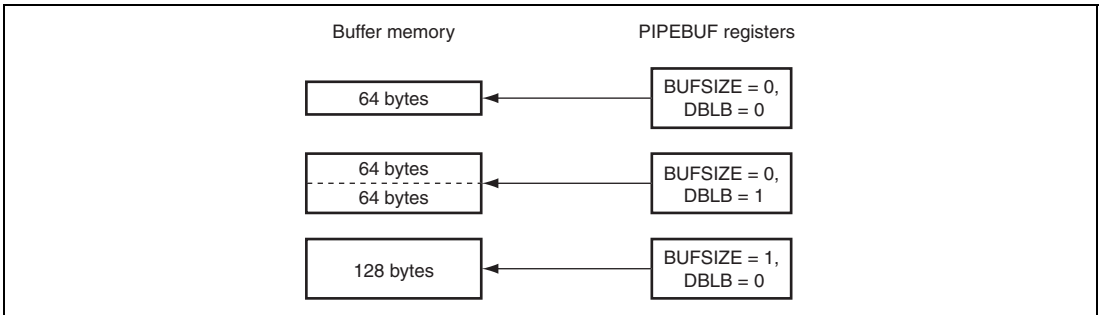 Buffer memory
PIPEBUF registers
64 bytes
BUFSIZE = 0,
DBLB = 0
64 bytes
64 bytes
BUFSIZE = 0,
DBLB = 1
128 bytes
BUFSIZE = 1,
DBLB = 0